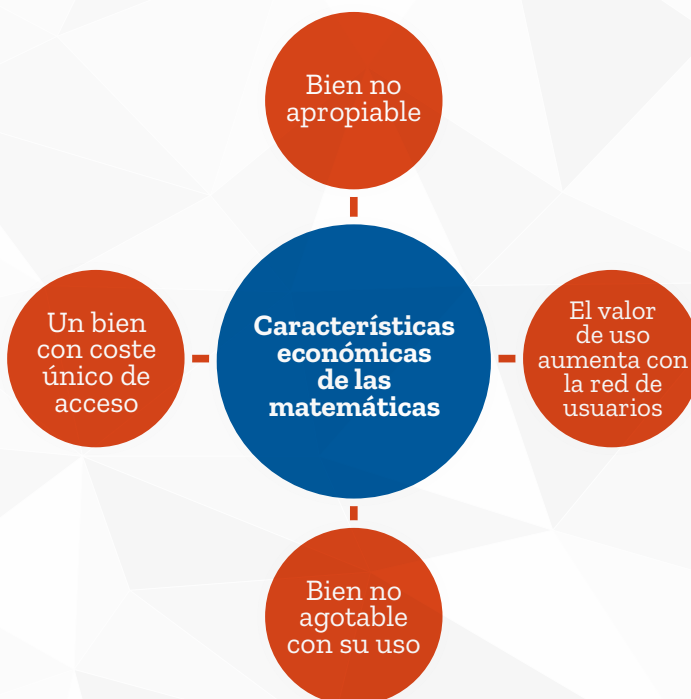 Bien no
apropiable
Un bien
con coste
único de
acceso
Características
económicas
de las
matemáticas
El valor
de uso
aumenta con
la red de
usuarios
Bien no
agotable
con su uso